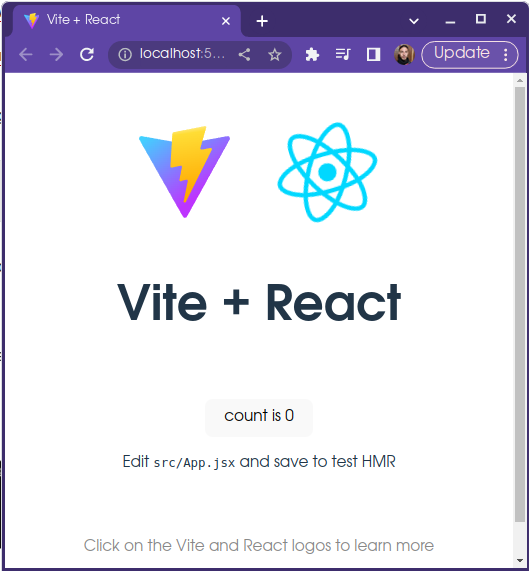 Vite + React
localhost:5…
Update
Vite + React
count is 0
Edit src/App.jsx and save to test HMR
Click on the Vite and React logos to learn more